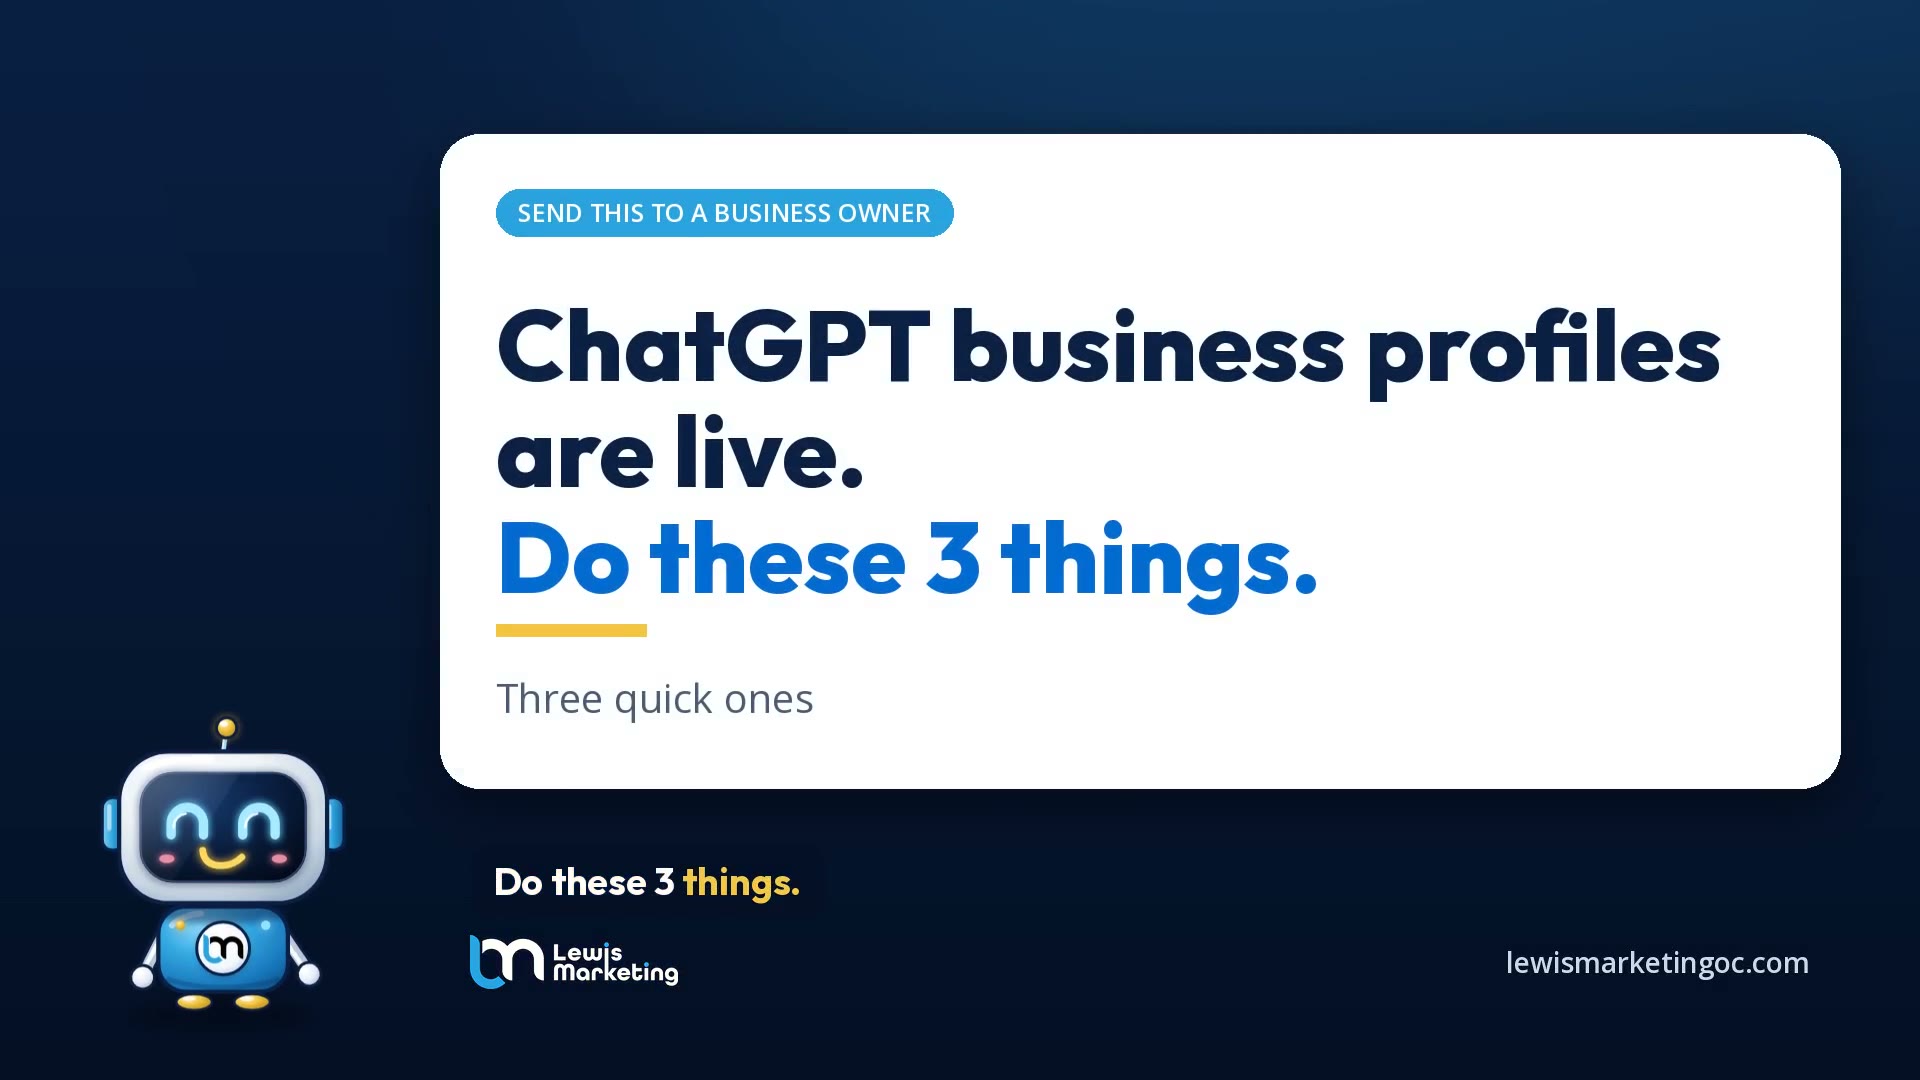 SEND THIS TO A BUSINESS OWNER
ChatGPT business profiles
are live.
Do these 3 things.
Three quick ones
Do these 3 things.
Lewis
Marketing
lewismarketingoc.com